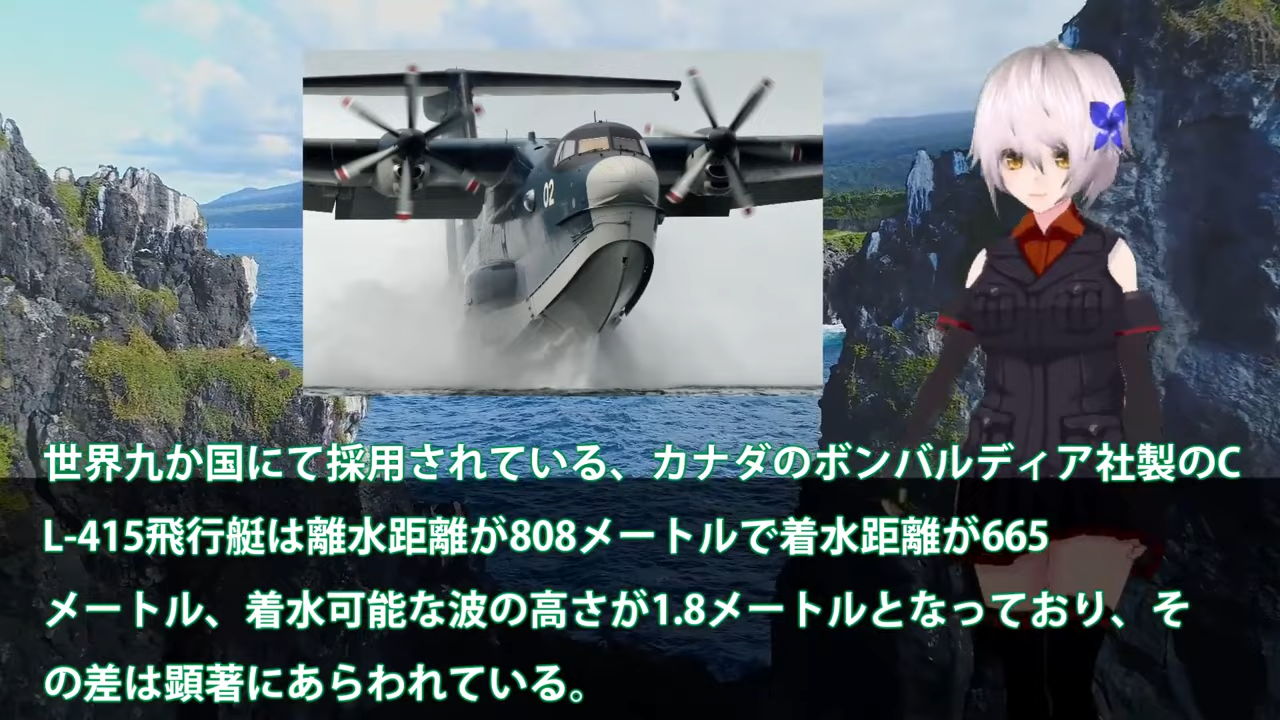 02
世界九か国にて採用されている、カナダのボンバルディア社製のC
L-415飛行艇は離水距離が808メートルで着水距離が665
メートル、着水可能な波の高さが1.8メートルとなっており、そ
の差は顕著にあらわれている。